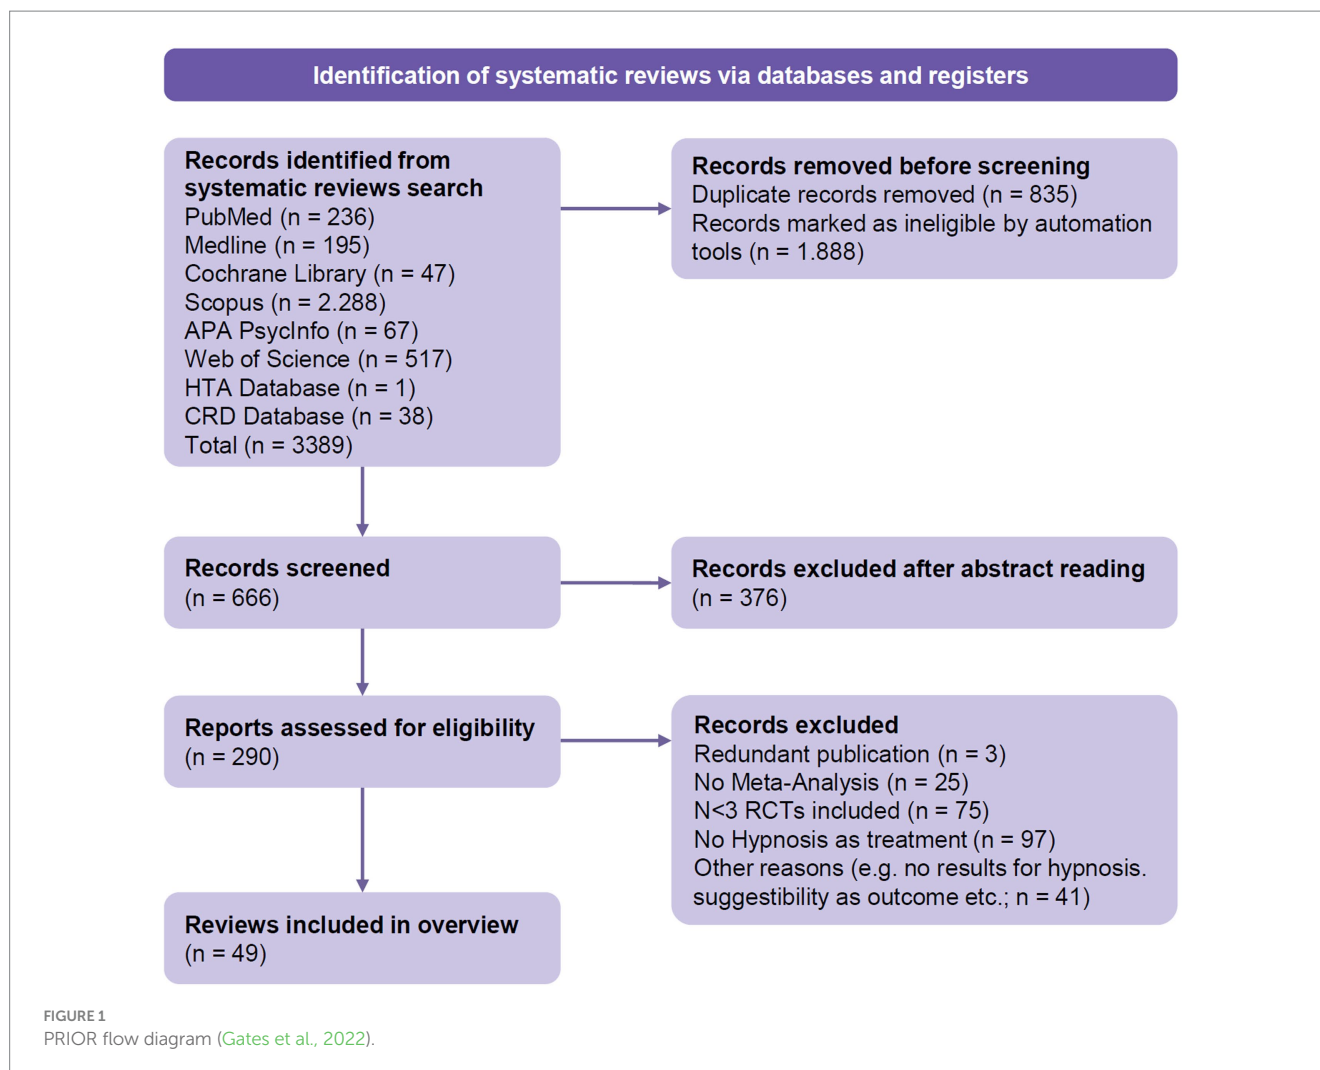 Identification of systematic reviews via databases and registers
Records identified from
systematic reviews search
PubMed (n = 236)
Medline (n = 195)
Cochrane Library (n = 47)
Scopus (n = 2.288)
APA PsycInfo (n = 67)
Web of Science (n = 517)
HTA Database (n = 1)
CRD Database (n = 38)
Total (n = 3389)
Records removed before screening
Duplicate records removed (n = 835)
Records marked as ineligible by automation
tools (n = 1.888)
Records screened
(n = 666)
Records excluded after abstract reading
(n = 376)
Reports assessed for eligibility
(n = 290)
Records excluded
Redundant publication (n = 3)
No Meta-Analysis (n = 25)
N<3 RCTs included (n = 75)
No Hypnosis as treatment (n = 97)
Other reasons (e.g. no results for hypnosis.
suggestibility as outcome etc.; n = 41)
Reviews included in overview
(n = 49)
FIGURE 1
PRIOR flow diagram (Gates et al., 2022).